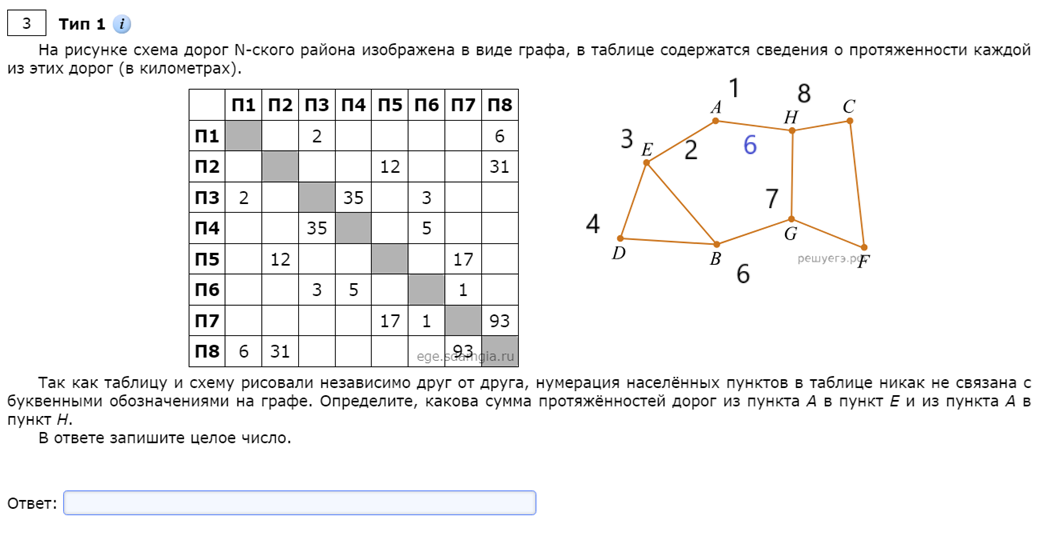 3 Тип 1 i
На рисунке схема дорог N-ского района изображена в виде графа, в таблице содержатся сведения о протяженности каждой
из этих дорог (в километрах).
П1 П2 П3 П4 П5 П6 П7 П8
П1 2 6
П2 12 31
П3 2 35 3
П4 35 5
П5 12 17
П6 3 5 1
П7 17 1 93
П8 6 31 93
ege.sdamgia.ru
1 8
A H C
3 E 2 6
7
4 G
D B F
решуегэ.рф
6
Так как таблицу и схему рисовали независимо друг от друга, нумерация населённых пунктов в таблице никак не связана с
буквенными обозначениями на графе. Определите, какова сумма протяжённостей дорог из пункта A в пункт E и из пункта A в
пункт H.
В ответе запишите целое число.
Ответ: